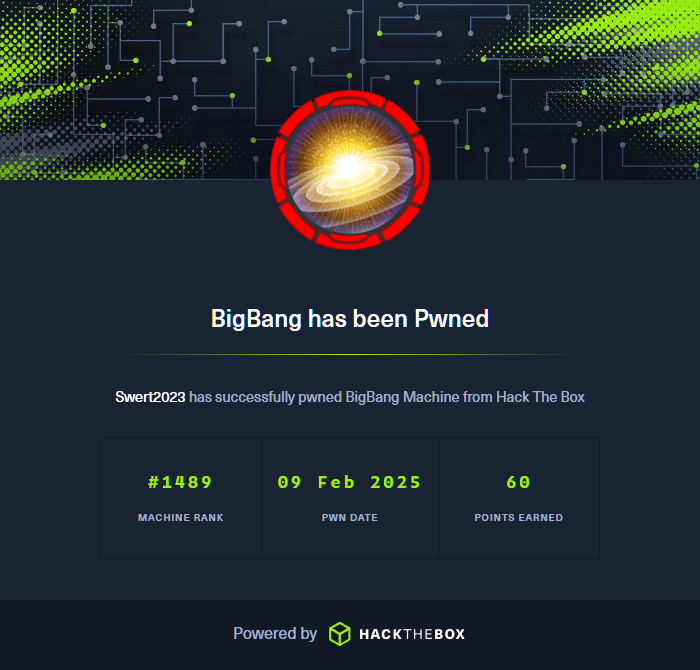 BigBang has been Pwned
Swert2023 has successfully pwned BigBang Machine from Hack The Box
#1489
MACHINE RANK
09 Feb 2025
PWN DATE
60
POINTS EARNED
Powered by HACKTHEBOX